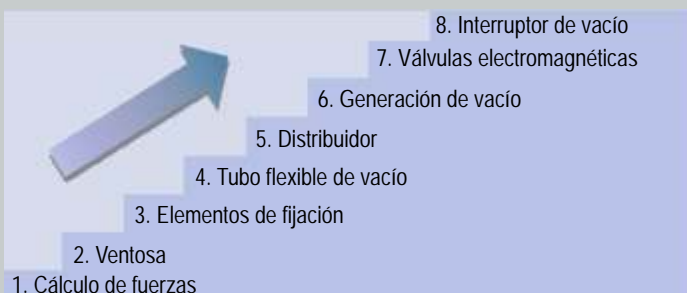 8. Interruptor de vacío
7. Válvulas electromagnéticas
6. Generación de vacío
5. Distribuidor
4. Tubo flexible de vacío
3. Elementos de fijación
2. Ventosa
1. Cálculo de fuerzas